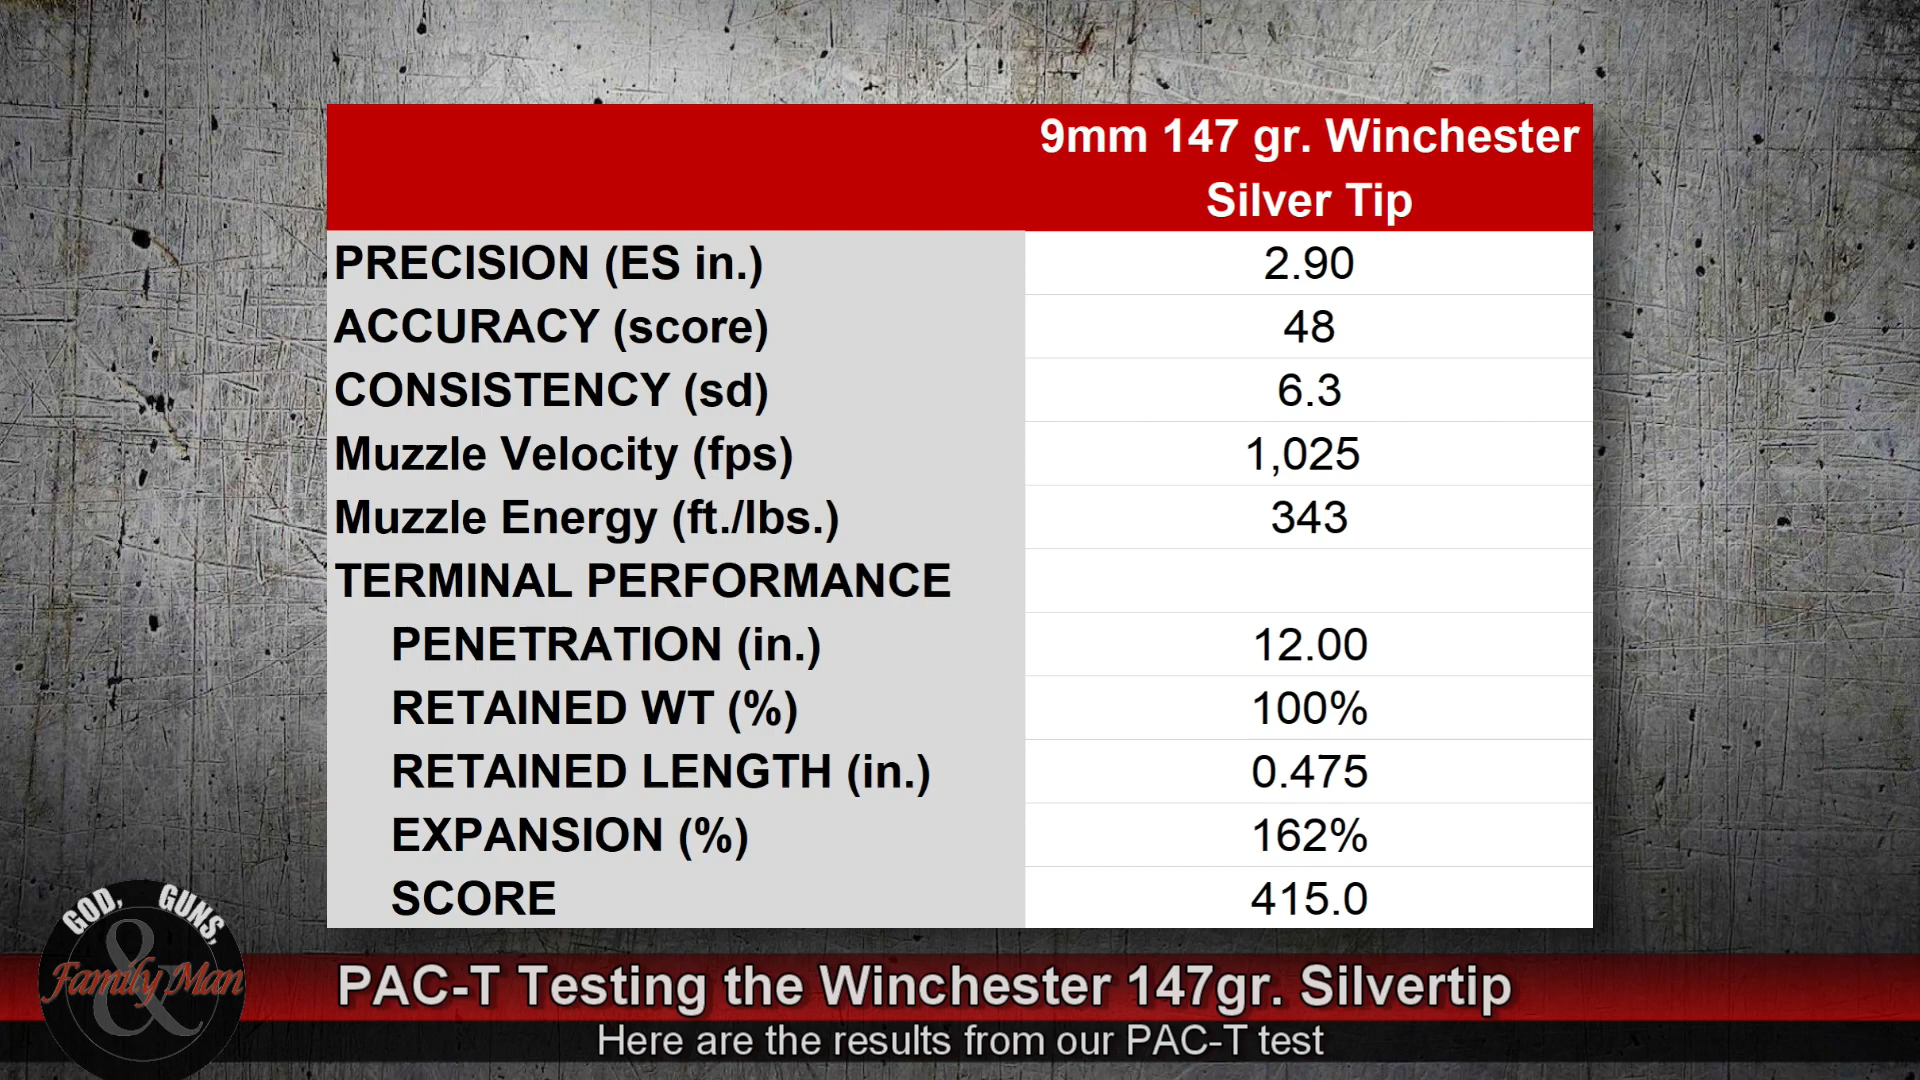 9mm 147 gr. Winchester
Silver Tip
PRECISION (ES in.) 2.90
ACCURACY (score) 48
CONSISTENCY (sd) 6.3
Muzzle Velocity (fps) 1,025
Muzzle Energy (ft./lbs.) 343
TERMINAL PERFORMANCE
PENETRATION (in.) 12.00
RETAINED WT (%) 100%
RETAINED LENGTH (in.) 0.475
EXPANSION (%) 162%
SCORE 415.0
GOD, GUNS,
&
Family Man
PAC-T Testing the Winchester 147gr. Silvertip
Here are the results from our PAC-T test